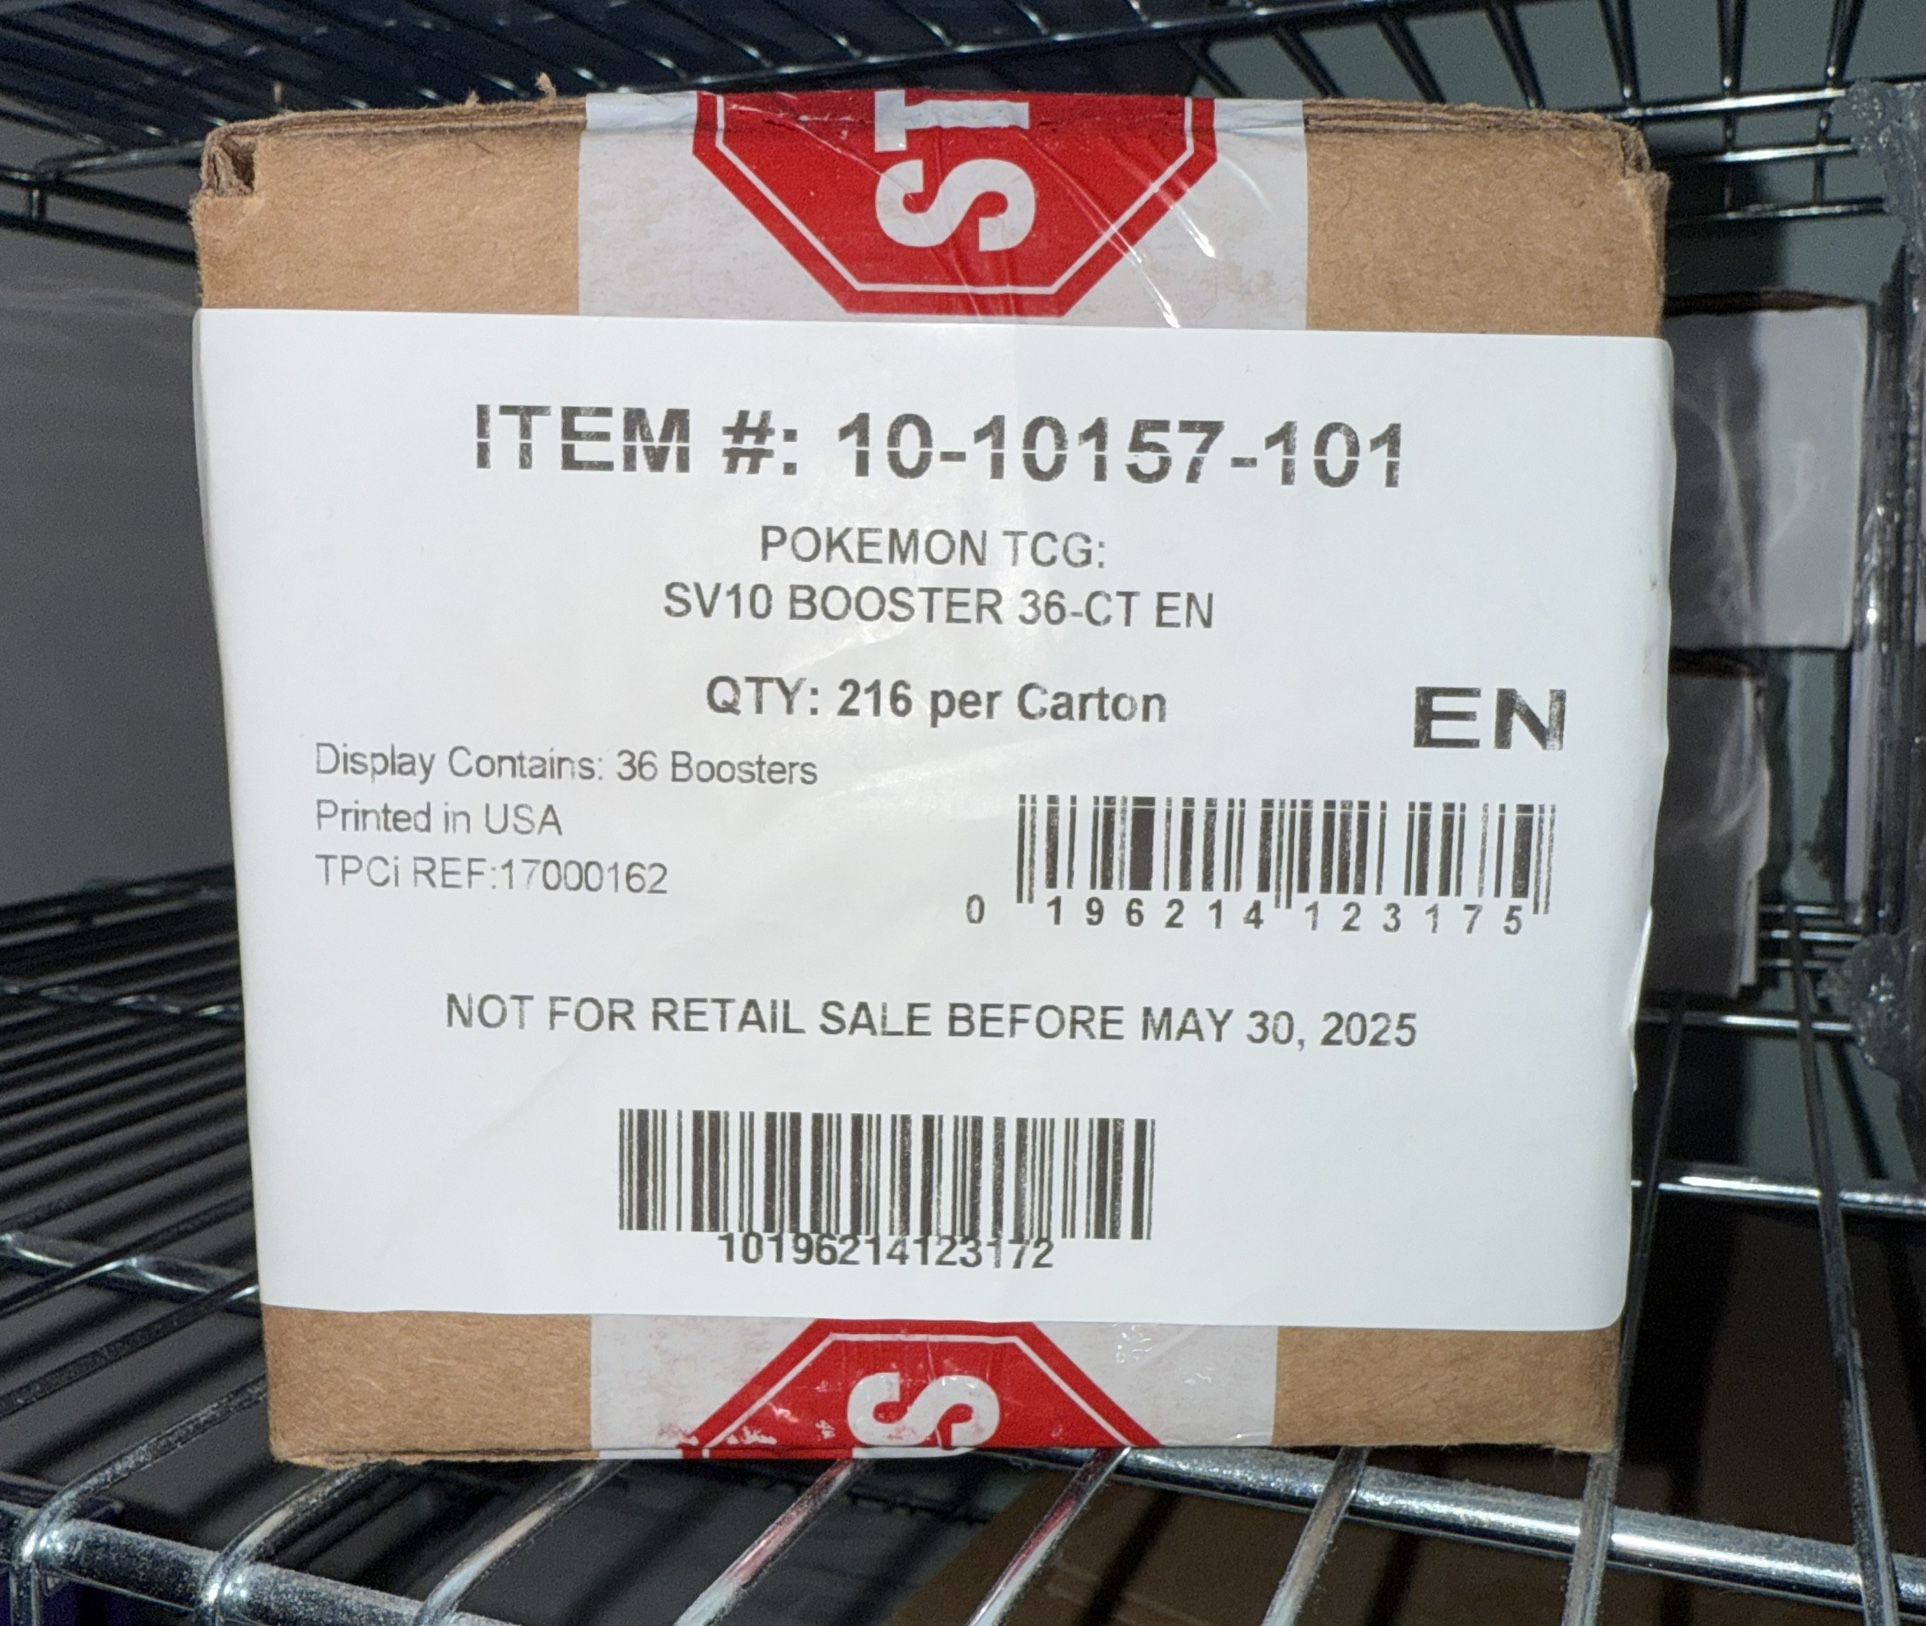 ST
ITEM #: 10-10157-101
POKEMON TCG:
SV10 BOOSTER 36-CT EN
QTY: 216 per Carton
EN
Display Contains: 36 Boosters
Printed in USA
TPCi REF:17000162
0 196214 123175
NOT FOR RETAIL SALE BEFORE MAY 30, 2025
10196214123172
S